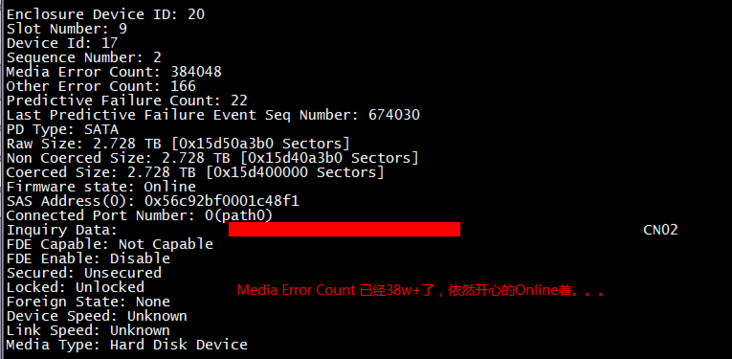 Enclosure Device ID: 20
Slot Number: 9
Device Id: 17
Sequence Number: 2
Media Error Count: 384048
Other Error Count: 166
Predictive Failure Count: 22
Last Predictive Failure Event Seq Number: 674030
PD Type: SATA
Raw Size: 2.728 TB [0x15d50a3b0 Sectors]
Non Coerced Size: 2.728 TB [0x15d40a3b0 Sectors]
Coerced Size: 2.728 TB [0x15d400000 Sectors]
Firmware state: Online
SAS Address(0): 0x56c92bf0001c48f1
Connected Port Number: 0(path0)
Inquiry Data: CN02
FDE Capable: Not Capable
FDE Enable: Disable
Secured: Unsecured
Locked: Unlocked
Media Error Count 已经38w+了，依然开心的Online着。。。
Foreign State: None
Device Speed: Unknown
Link Speed: Unknown
Media Type: Hard Disk Device